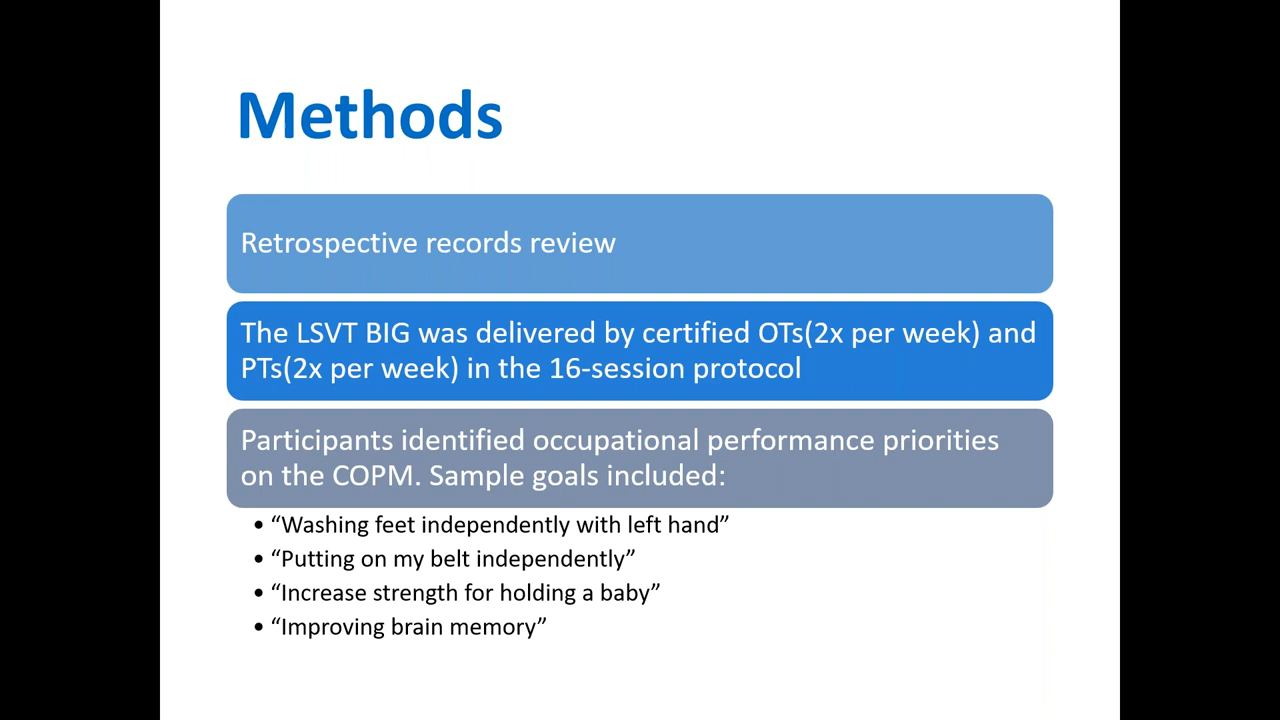 Methods
Retrospective records review
The LSVT BIG was delivered by certified OTs(2x per week) and
PTs(2x per week) in the 16-session protocol
Participants identified occupational performance priorities
on the COPM. Sample goals included:
• “Washing feet independently with left hand”
• “Putting on my belt independently”
• “Increase strength for holding a baby”
• “Improving brain memory”